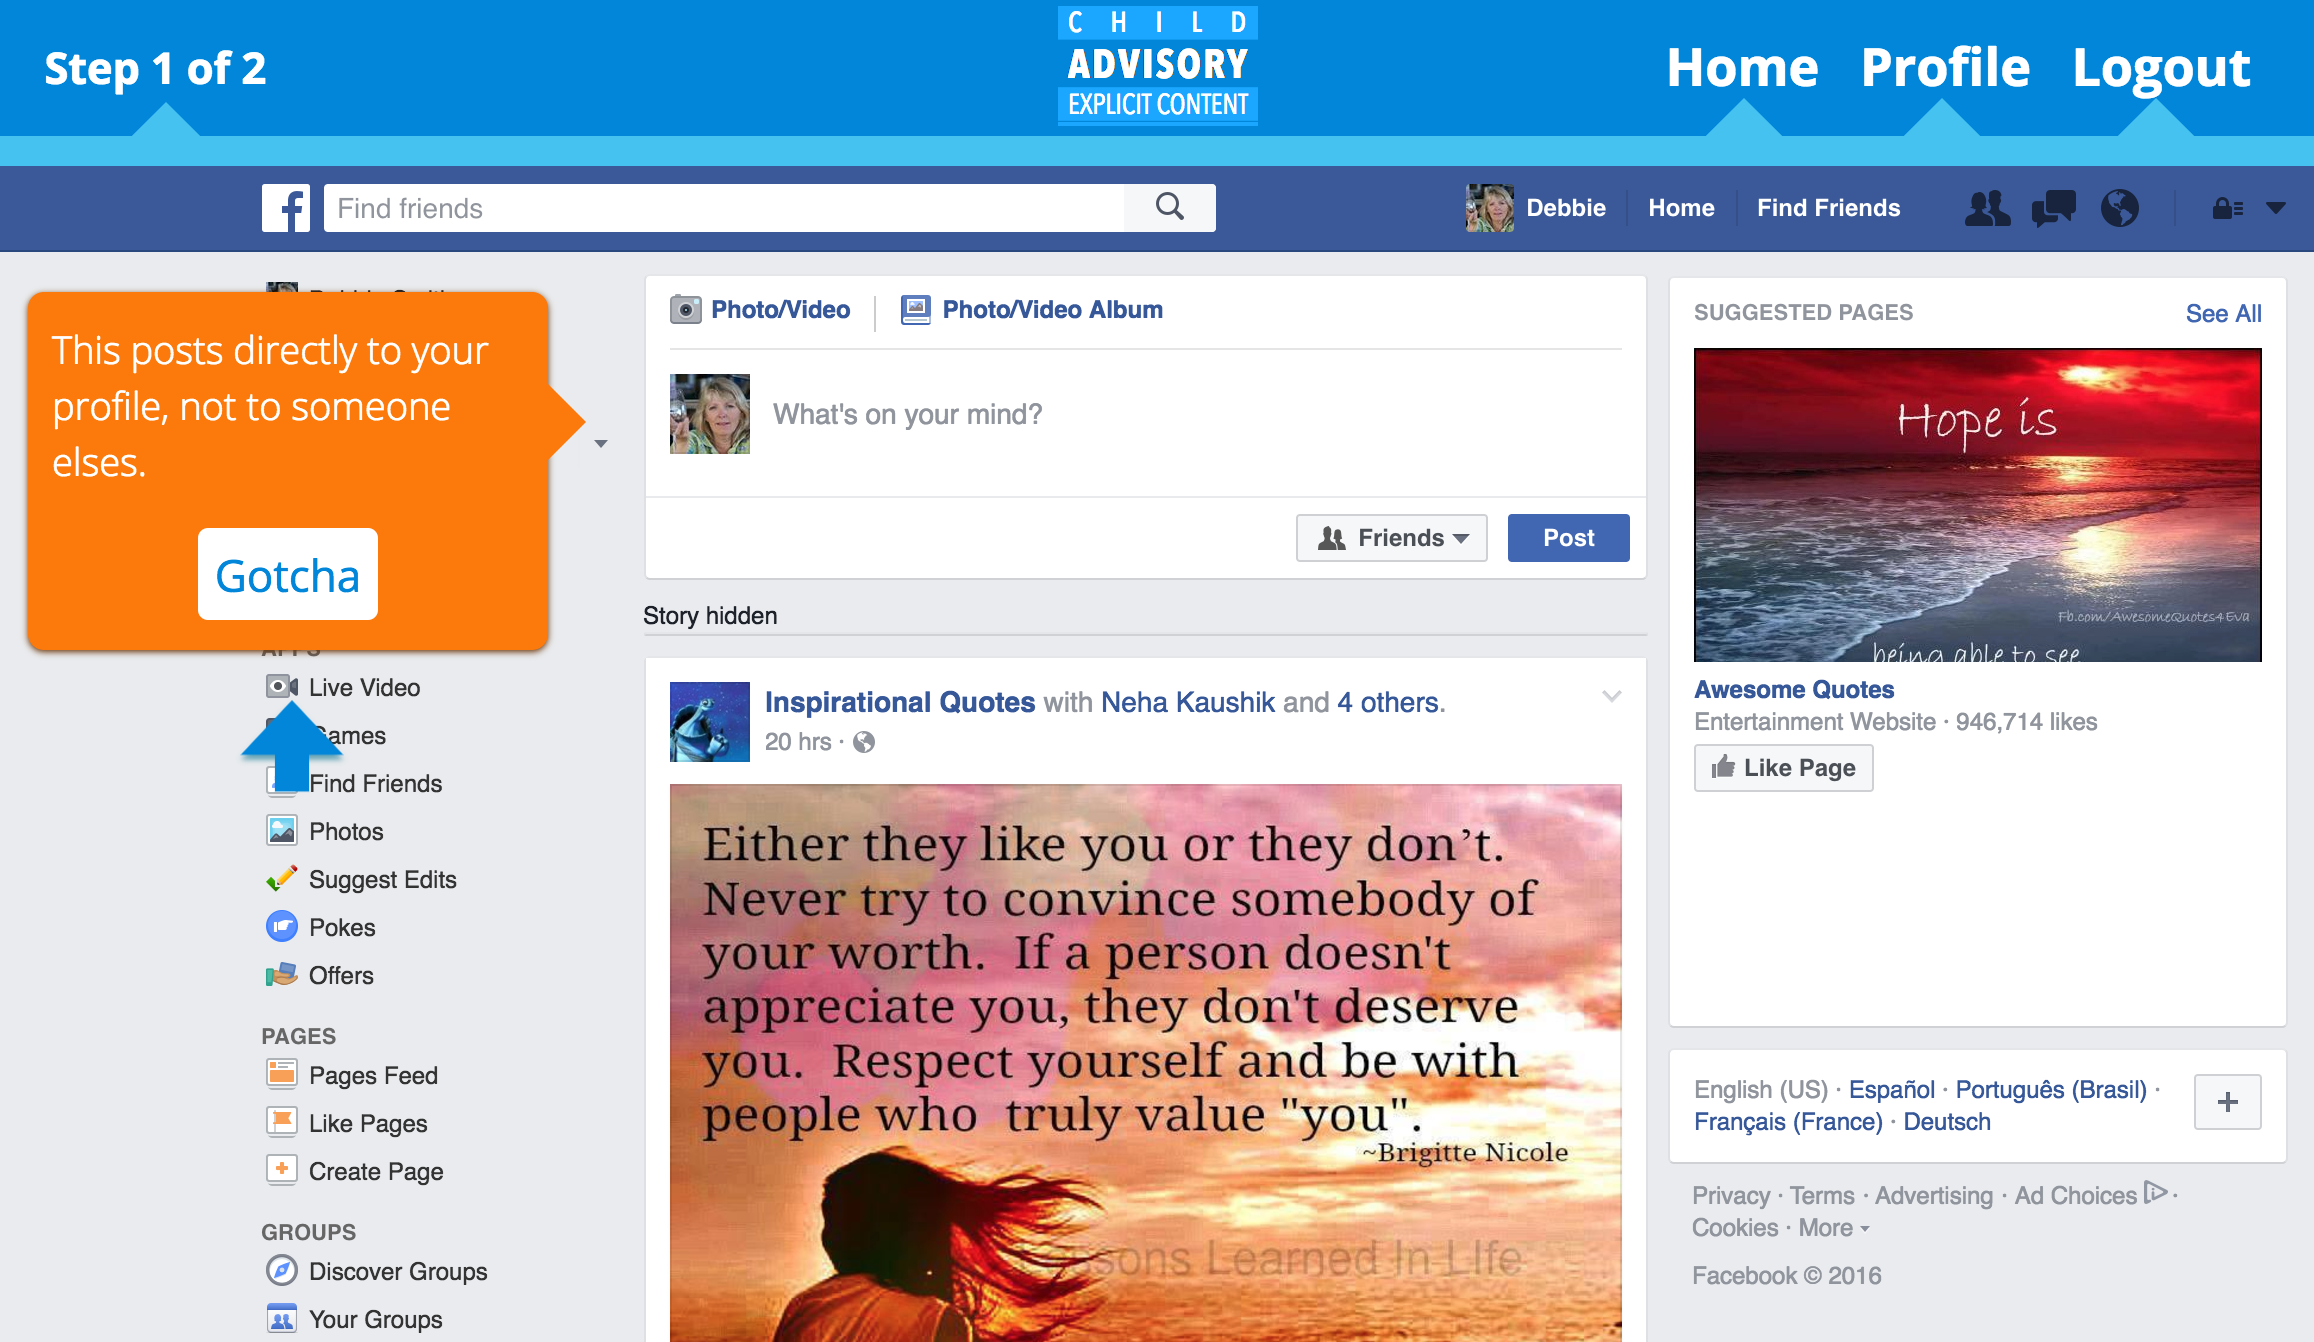 Step 1 of 2
CHILD
ADVISORY
EXPLICIT CONTENT
Home Profile Logout
Find friends
Debbie Home Find Friends
This posts directly to your
profile, not to someone
elses.
Gotcha
APPS
Live Video
Games
Find Friends
Photos
Suggest Edits
Pokes
Offers
PAGES
Pages Feed
Like Pages
Create Page
GROUPS
Discover Groups
Your Groups
Photo/Video Photo/Video Album
What's on your mind?
Friends Post
Story hidden
Inspirational Quotes with Neha Kaushik and 4 others.
20 hrs ·
Either they like you or they don't.
Never try to convince somebody of
your worth. If a person doesn't
appreciate you, they don't deserve
you. Respect yourself and be with
people who truly value "you".
~Brigitte Nicole
Lessons Learned In LIfe
SUGGESTED PAGES See All
Hope is
Fb.com/AwesomeQuotes4Eva
being able to see
Awesome Quotes
Entertainment Website · 946,714 likes
Like Page
English (US) · Español · Português (Brasil) ·
Français (France) · Deutsch
+
Privacy · Terms · Advertising · Ad Choices ·
Cookies · More
Facebook © 2016